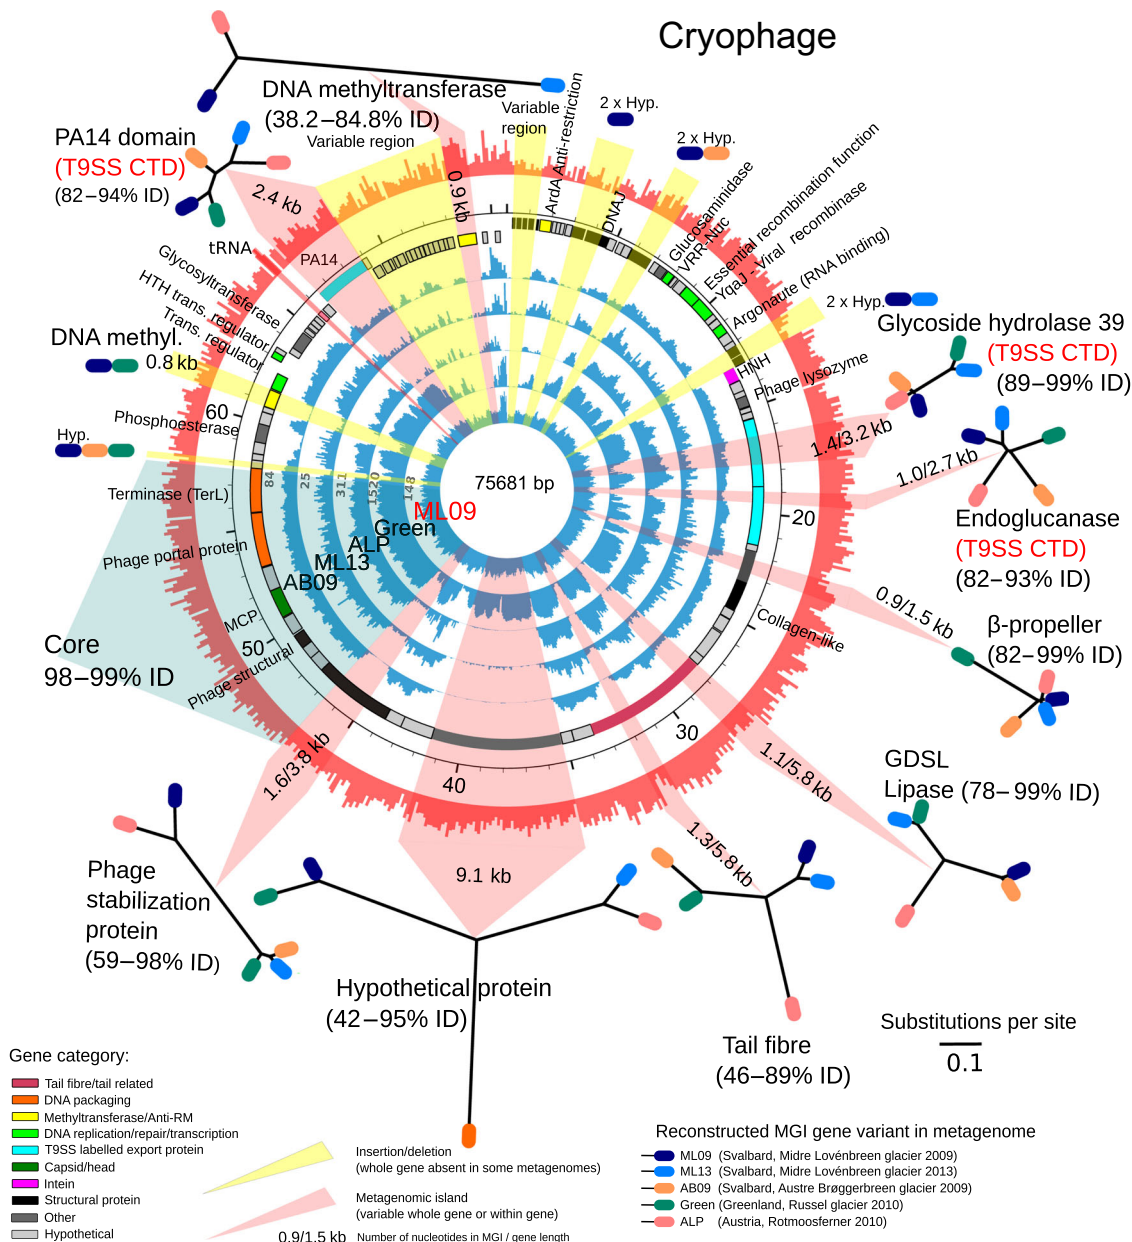 Cryophage
DNA methyltransferase
(38.2–84.8% ID)
Variable region
Variable
region
ArdA Anti-restriction
2 x Hyp.
2 x Hyp.
DNAJ
Glucosaminidase
VRR-Nuc
Essential recombination function
YqaJ - Viral recombinase
Argonaute (RNA binding)
2 x Hyp.
PA14 domain
(T9SS CTD)
(82–94% ID)
2.4 kb
0.9 kb
tRNA
PA14
Glycosyltransferase
HTH trans. regulator
Trans. regulator
DNA methyl.
0.8 kb
60
Phosphoesterase
Hyp.
Terminase (TerL)
Phage portal protein
MCP
50
Phage structural
Core
98–99% ID
84
25
311
1520
148
75681 bp
ML09
Green
ALP
ML13
AB09
HNH
Phage lysozyme
Glycoside hydrolase 39
(T9SS CTD)
(89–99% ID)
1.4/3.2 kb
1.0/2.7 kb
20
Endoglucanase
(T9SS CTD)
(82–93% ID)
0.9/1.5 kb
β-propeller
(82–99% ID)
Collagen-like
30
1.1/5.8 kb
GDSL
Lipase (78–99% ID)
1.3/5.8 kb
40
1.6/3.8 kb
9.1 kb
Phage
stabilization
protein
(59–98% ID)
Hypothetical protein
(42–95% ID)
Tail fibre
(46–89% ID)
Substitutions per site
0.1
Gene category:
Tail fibre/tail related
DNA packaging
Methyltransferase/Anti-RM
DNA replication/repair/transcription
T9SS labelled export protein
Capsid/head
Intein
Structural protein
Other
Hypothetical
Insertion/deletion
(whole gene absent in some metagenomes)
Metagenomic island
(variable whole gene or within gene)
0.9/1.5 kb Number of nucleotides in MGI / gene length
Reconstructed MGI gene variant in metagenome
ML09 (Svalbard, Midre Lovénbreen glacier 2009)
ML13 (Svalbard, Midre Lovénbreen glacier 2013)
AB09 (Svalbard, Austre Brøggerbreen glacier 2009)
Green (Greenland, Russel glacier 2010)
ALP (Austria, Rotmoosferner 2010)